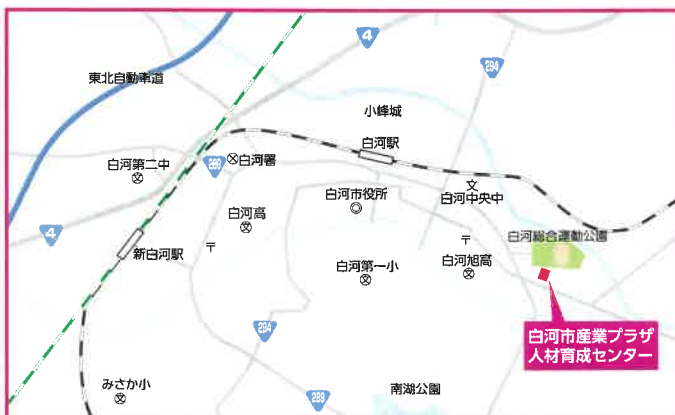 4
294
東北自動車道
小峰城
白河駅
白河第二中
289
白河署
文
白河中央中
白河市役所
白河高
〒
〒
白河総合運動公園
4
新白河駅
白河第一小
白河旭高
294
白河市産業プラザ
人材育成センター
みさか小
南湖公園
289